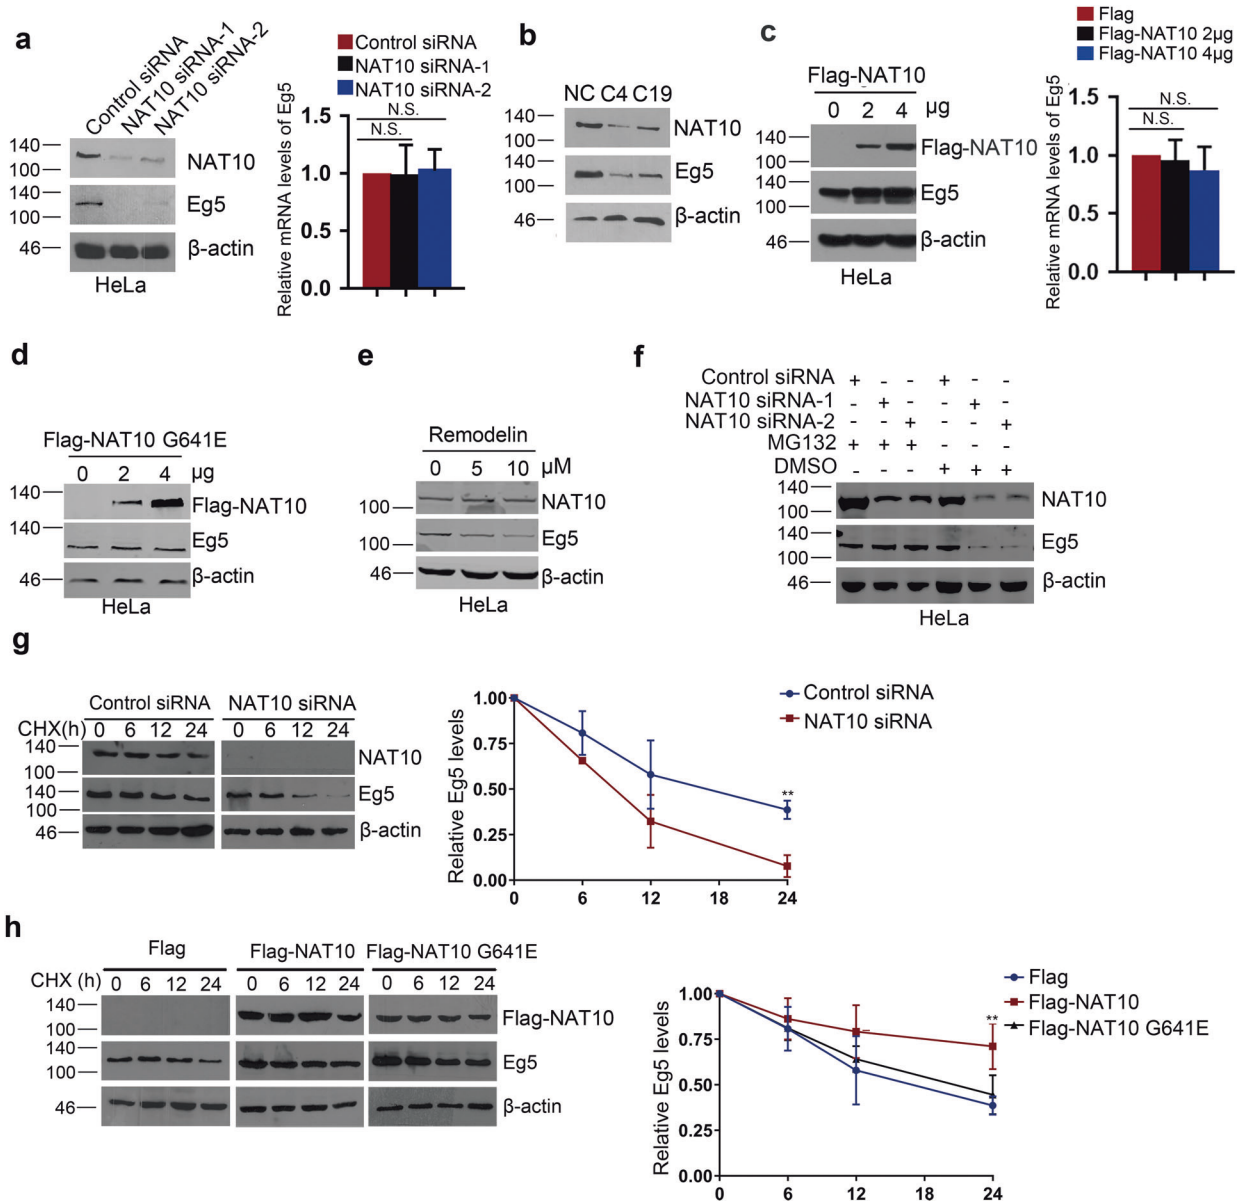 a
Control siRNA
NAT10 siRNA-1
NAT10 siRNA-2
140
100
NAT10
140
100
Eg5
46
β-actin
HeLa
Control siRNA
NAT10 siRNA-1
NAT10 siRNA-2
Relative mRNA levels of Eg5
1.5
1.0
0.5
0.0
N.S.
N.S.
b
NC C4 C19
140
100
NAT10
140
100
Eg5
46
β-actin
c
Flag-NAT10
0 2 4 μg
140
100
Flag-NAT10
140
100
Eg5
46
β-actin
HeLa
Flag
Flag-NAT10 2μg
Flag-NAT10 4μg
Relative mRNA levels of Eg5
1.5
1.0
0.5
0.0
N.S.
N.S.
d
Flag-NAT10 G641E
0 2 4 μg
140
Flag-NAT10
140
Eg5
46
β-actin
HeLa
e
Remodelin
0 5 10 μM
100
NAT10
100
Eg5
46
β-actin
HeLa
f
Control siRNA + - - + - -
NAT10 siRNA-1 - + - - + -
NAT10 siRNA-2 - - + - - +
MG132 + + + - - -
DMSO - - - + + +
140
100
NAT10
140
100
Eg5
46
β-actin
HeLa
g
Control siRNA NAT10 siRNA
CHX(h) 0 6 12 24 0 6 12 24
140
100
NAT10
140
100
Eg5
46
β-actin
Relative Eg5 levels
1.00
0.75
0.50
0.25
0.00
0 6 12 18 24
**
Control siRNA
NAT10 siRNA
h
Flag Flag-NAT10 Flag-NAT10 G641E
CHX (h) 0 6 12 24 0 6 12 24 0 6 12 24
140
100
Flag-NAT10
140
100
Eg5
46
β-actin
Relative Eg5 levels
1.00
0.75
0.50
0.25
0.00
0 6 12 18 24
**
Flag
Flag-NAT10
Flag-NAT10 G641E